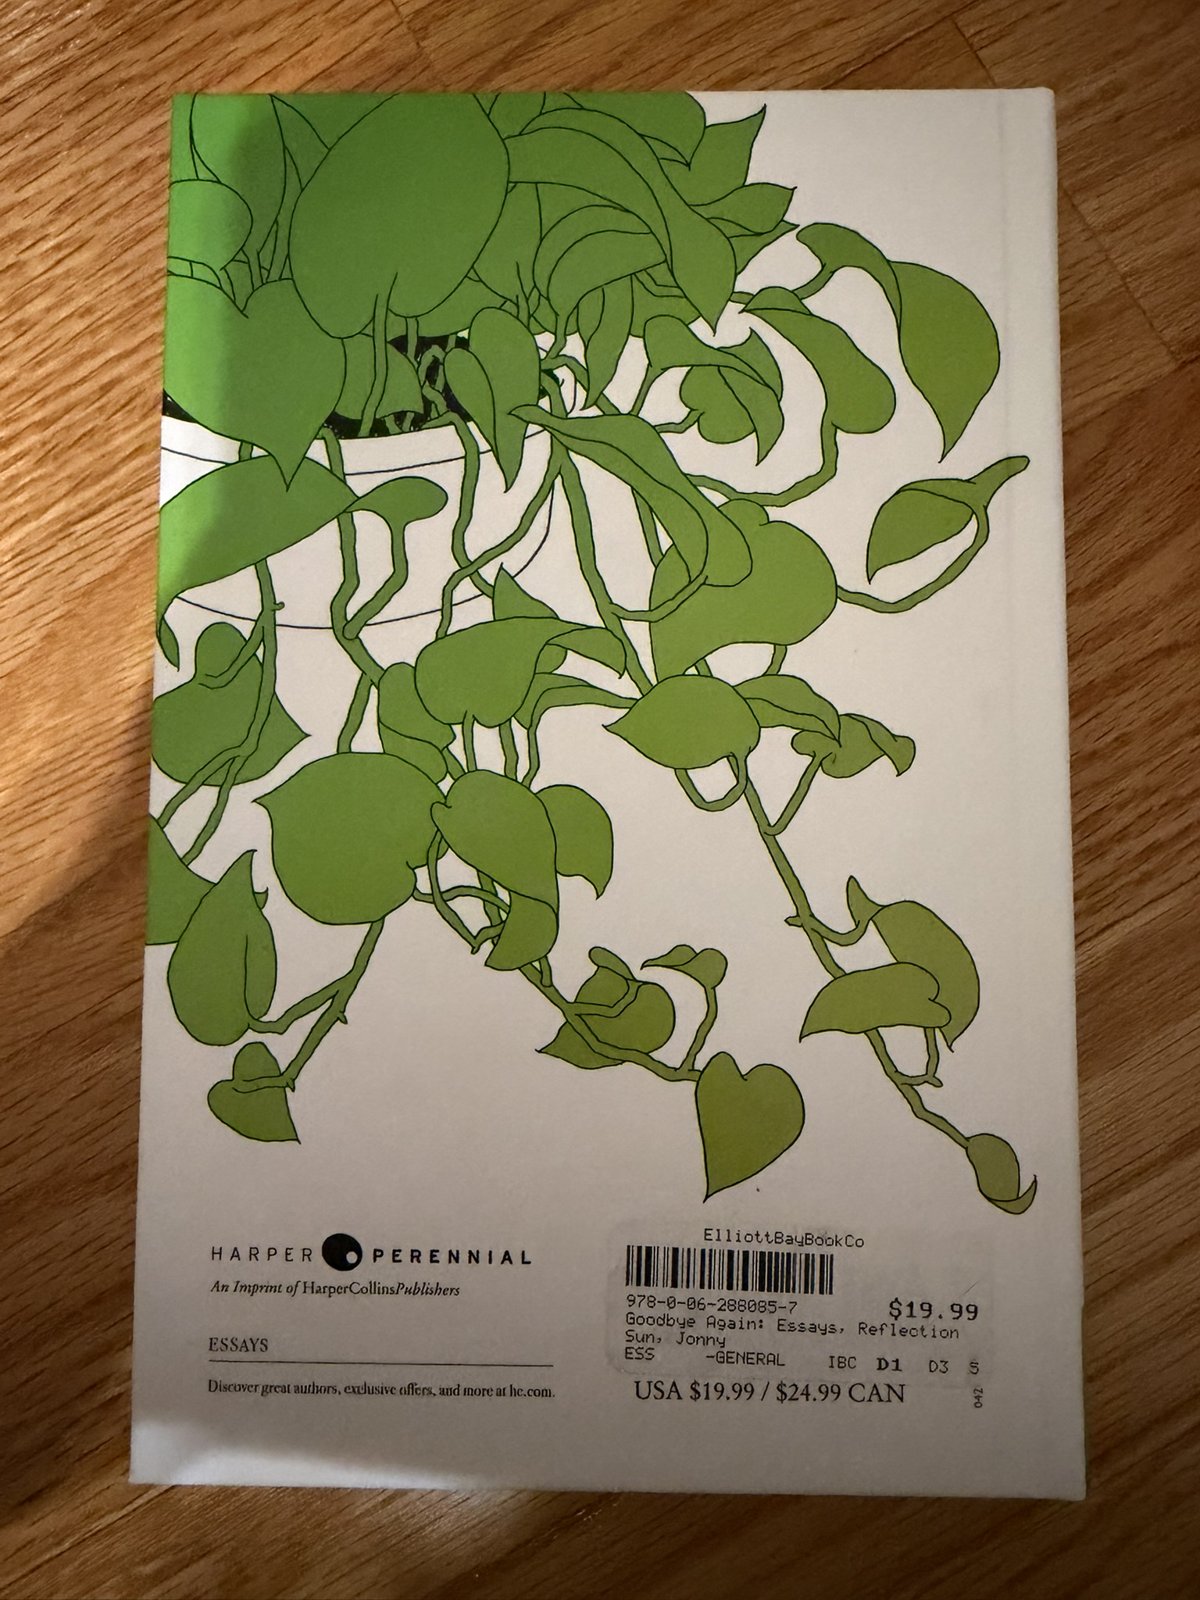 HARPER PERENNIAL
An Imprint of HarperCollinsPublishers
ESSAYS
Discover great authors, exclusive offers, and more at hc.com.
ElliottBayBookCo
978-0-06-288085-7 $19.99
Goodbye Again: Essays, Reflection
Sun, Jonny
ESS -GENERAL IBC D1 D3 S
USA $19.99 / $24.99 CAN
042